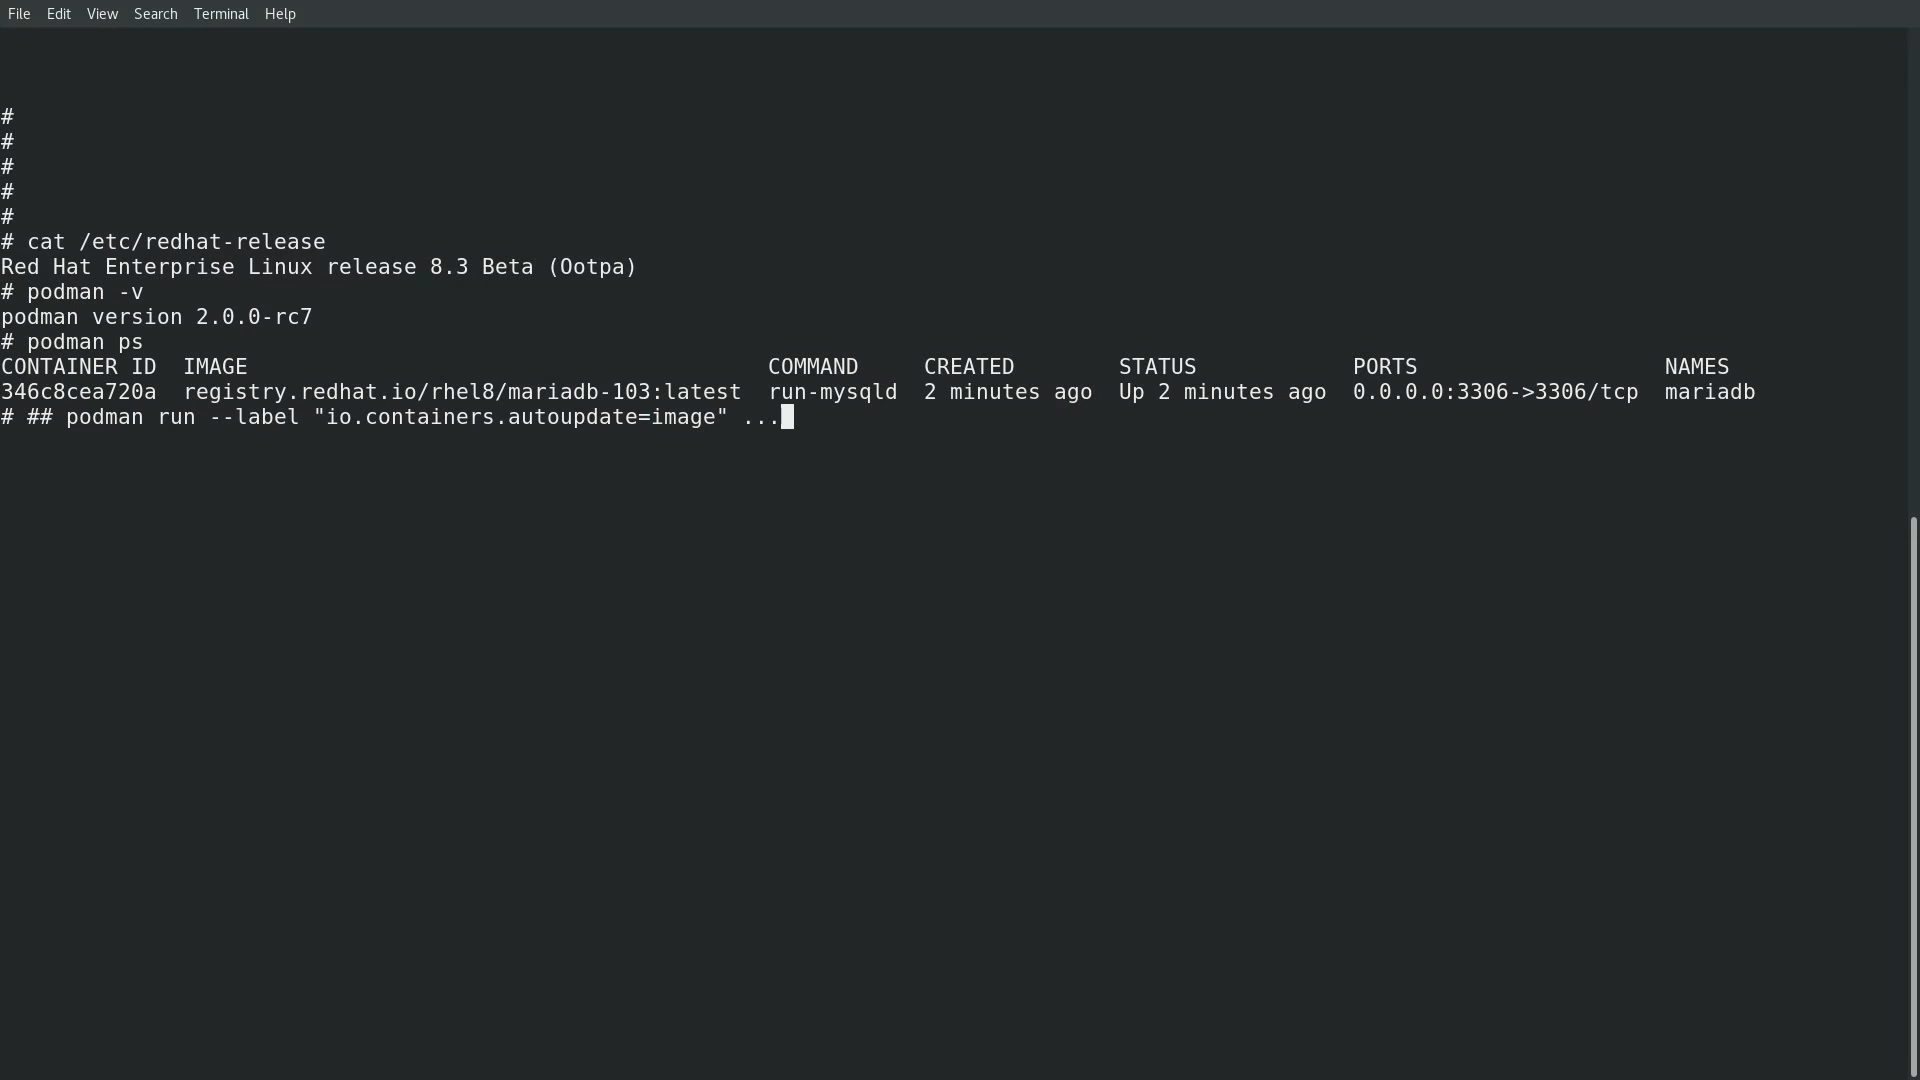 File Edit View Search Terminal Help
#
#
#
#
#
# cat /etc/redhat-release
Red Hat Enterprise Linux release 8.3 Beta (Ootpa)
# podman -v
podman version 2.0.0-rc7
# podman ps
CONTAINER ID  IMAGE                                        COMMAND     CREATED        STATUS            PORTS                   NAMES
346c8cea720a  registry.redhat.io/rhel8/mariadb-103:latest  run-mysqld  2 minutes ago  Up 2 minutes ago  0.0.0.0:3306->3306/tcp  mariadb
# ## podman run --label "io.containers.autoupdate=image" ...